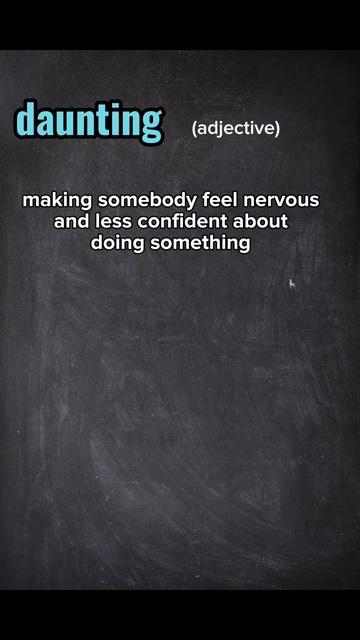 daunting (adjective)
making somebody feel nervous
and less confident about
doing something